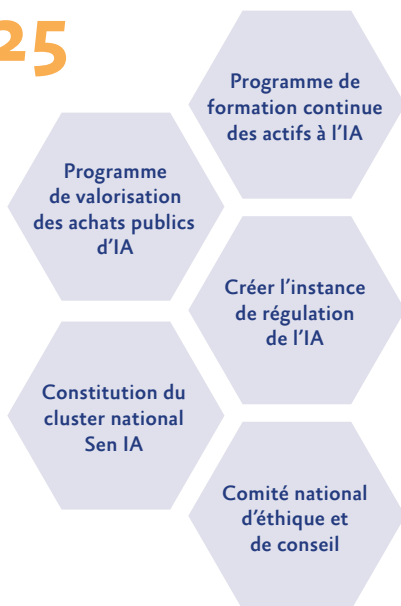 25
Programme de
formation continue
des actifs à l'IA
Programme
de valorisation
des achats publics
d'IA
Créer l'instance
de régulation
de l'IA
Constitution du
cluster national
Sen IA
Comité national
d'éthique et
de conseil